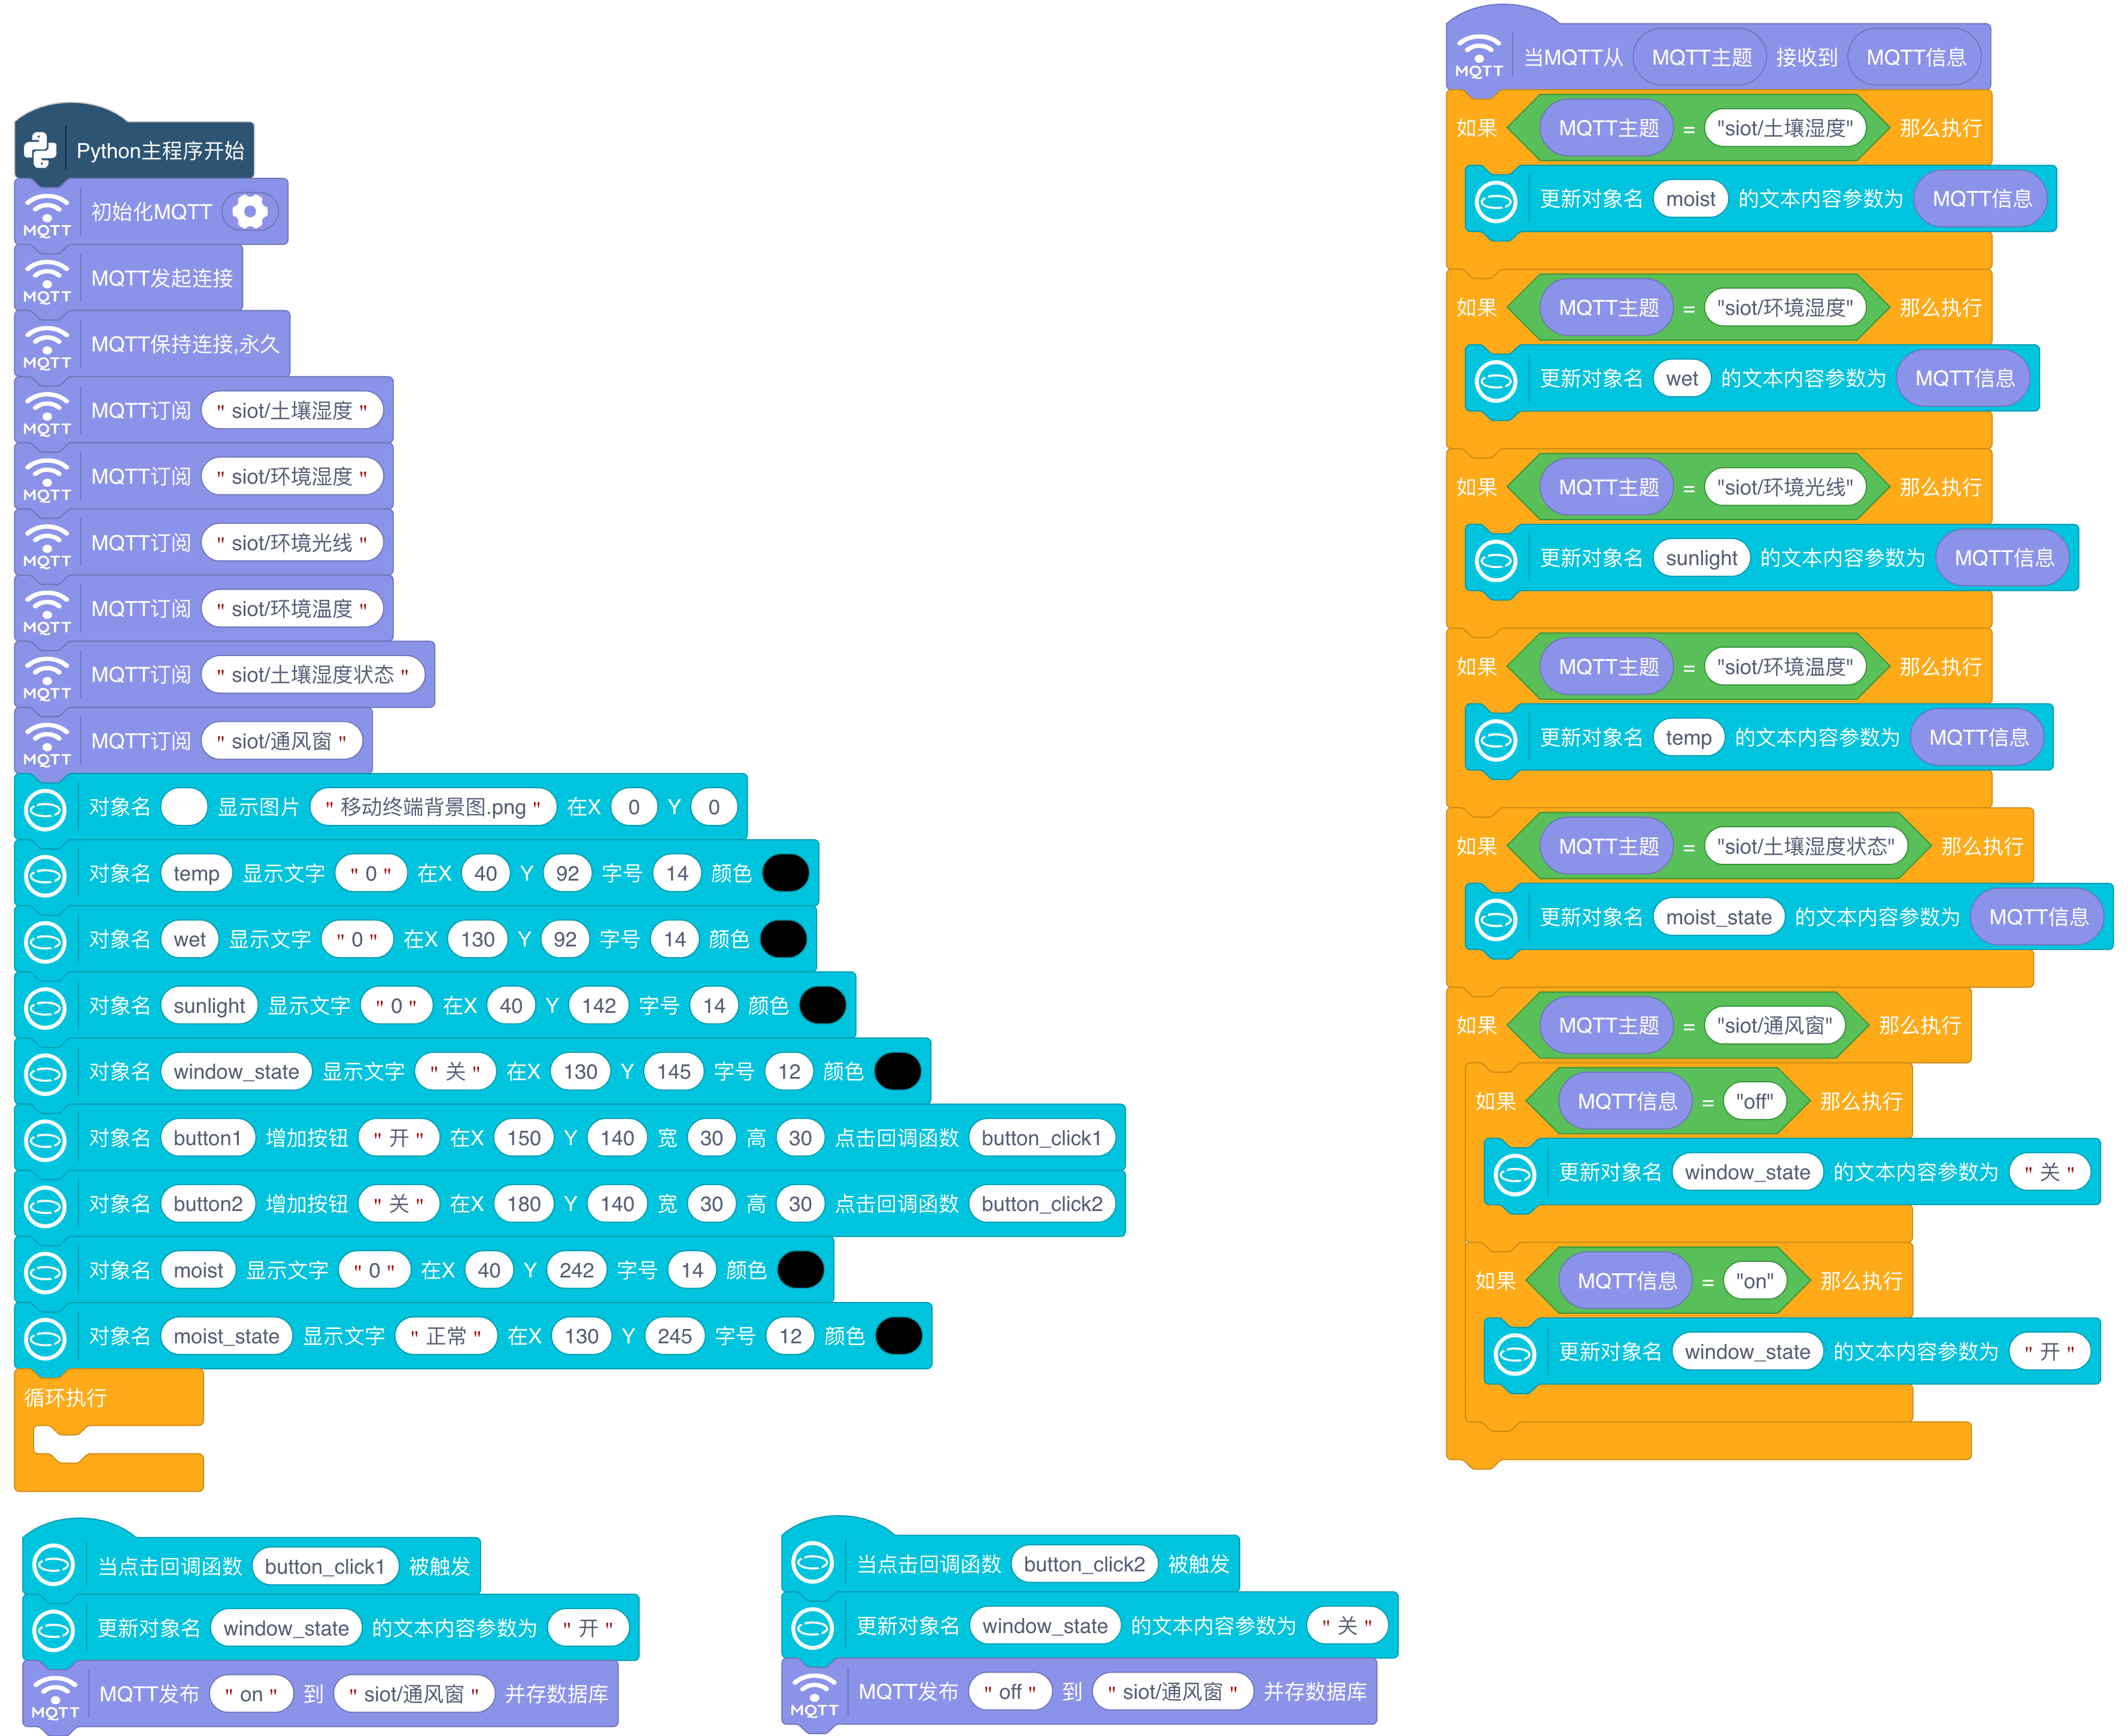 Python主程序开始
MQTT 初始化MQTT
MQTT MQTT发起连接
MQTT MQTT保持连接,永久
MQTT MQTT订阅 " siot/土壤湿度 "
MQTT MQTT订阅 " siot/环境湿度 "
MQTT MQTT订阅 " siot/环境光线 "
MQTT MQTT订阅 " siot/环境温度 "
MQTT MQTT订阅 " siot/土壤湿度状态 "
MQTT MQTT订阅 " siot/通风窗 "
对象名 显示图片 " 移动终端背景图.png " 在X 0 Y 0
对象名 temp 显示文字 " 0 " 在X 40 Y 92 字号 14 颜色
对象名 wet 显示文字 " 0 " 在X 130 Y 92 字号 14 颜色
对象名 sunlight 显示文字 " 0 " 在X 40 Y 142 字号 14 颜色
对象名 window_state 显示文字 " 关 " 在X 130 Y 145 字号 12 颜色
对象名 button1 增加按钮 " 开 " 在X 150 Y 140 宽 30 高 30 点击回调函数 button_click1
对象名 button2 增加按钮 " 关 " 在X 180 Y 140 宽 30 高 30 点击回调函数 button_click2
对象名 moist 显示文字 " 0 " 在X 40 Y 242 字号 14 颜色
对象名 moist_state 显示文字 " 正常 " 在X 130 Y 245 字号 12 颜色
循环执行
当点击回调函数 button_click1 被触发
更新对象名 window_state 的文本内容参数为 " 开 "
MQTT MQTT发布 " on " 到 " siot/通风窗 " 并存数据库
当点击回调函数 button_click2 被触发
更新对象名 window_state 的文本内容参数为 " 关 "
MQTT MQTT发布 " off " 到 " siot/通风窗 " 并存数据库
MQTT 当MQTT从 MQTT主题 接收到 MQTT信息
如果 MQTT主题 = "siot/土壤湿度" 那么执行
更新对象名 moist 的文本内容参数为 MQTT信息
如果 MQTT主题 = "siot/环境湿度" 那么执行
更新对象名 wet 的文本内容参数为 MQTT信息
如果 MQTT主题 = "siot/环境光线" 那么执行
更新对象名 sunlight 的文本内容参数为 MQTT信息
如果 MQTT主题 = "siot/环境温度" 那么执行
更新对象名 temp 的文本内容参数为 MQTT信息
如果 MQTT主题 = "siot/土壤湿度状态" 那么执行
更新对象名 moist_state 的文本内容参数为 MQTT信息
如果 MQTT主题 = "siot/通风窗" 那么执行
如果 MQTT信息 = "off" 那么执行
更新对象名 window_state 的文本内容参数为 " 关 "
如果 MQTT信息 = "on" 那么执行
更新对象名 window_state 的文本内容参数为 " 开 "